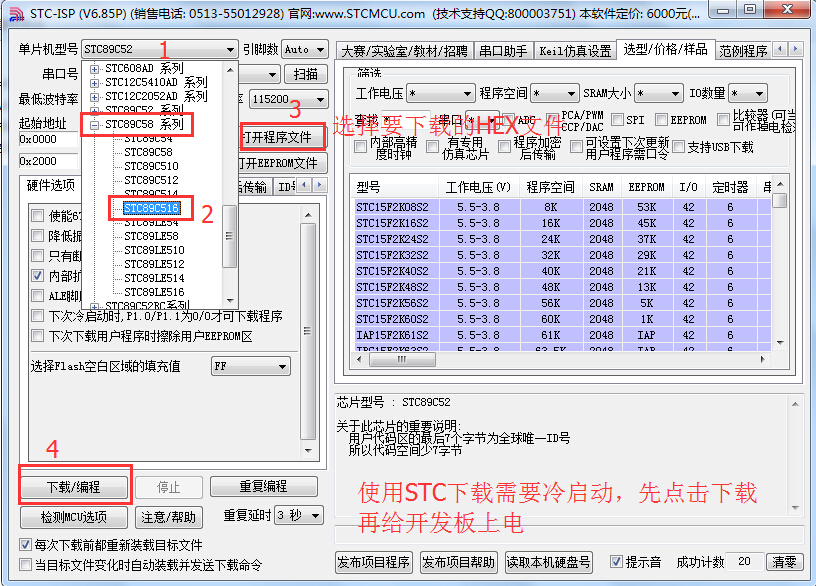 STC-ISP (V6.85P) (销售电话: 0513-55012928) 官网:www.STCMCU.com (技术支持QQ:800003751) 本软件定价: 6000元(...
单片机型号 STC89C52 1 引脚数 Auto
串口号 扫描
最低波特率 115200
起始地址
0x0000
0x2000
STC608AD 系列
STC12C5410AD 系列
STC12C2052AD 系列
STC89C52 系列
STC89C58 系列
STC89C54
STC89C58
STC89C510
STC89C512
STC89C514
STC89C516 2
STC89LE54
STC89LE58
STC89LE510
STC89LE512
STC89LE514
STC89LE516
STC89C52RC系列
3
打开程序文件 选择要下载的HEX文件
打开EEPROM文件
硬件选项 传输 ID号
使能6
降低振
只有断
内部扩
ALE脚
下次冷启动时,P1.0/P1.1为0/0才可下载程序
下次下载用户程序时擦除用户EEPROM区
选择Flash空白区域的填充值 FF
4
下载/编程 停止 重复编程
检测MCU选项 注意/帮助 重复延时 3 秒
每次下载前都重新装载目标文件
当目标文件变化时自动装载并发送下载命令
大赛/实验室/教材/招聘 串口助手 Keil仿真设置 选型/价格/样品 范例程序
筛选
工作电压 * 程序空间 * SRAM大小 * IO数量 *
串口 * ADC PCA/PWM CCP/DAC SPI EEPROM 比较器(可当可作掉电检
内部高精度时钟 有专用仿真芯片 程序加密后传输 可设置下次更新用户程序需口令 支持USB下载
型号 工作电压(V) 程序空间 SRAM EEPROM I/O 定时器 串
STC15F2K08S2 5.5-3.8 8K 2048 53K 42 6
STC15F2K16S2 5.5-3.8 16K 2048 45K 42 6
STC15F2K24S2 5.5-3.8 24K 2048 37K 42 6
STC15F2K32S2 5.5-3.8 32K 2048 29K 42 6
STC15F2K40S2 5.5-3.8 40K 2048 21K 42 6
STC15F2K48S2 5.5-3.8 48K 2048 13K 42 6
STC15F2K56S2 5.5-3.8 56K 2048 5K 42 6
STC15F2K60S2 5.5-3.8 60K 2048 1K 42 6
IAP15F2K61S2 5.5-3.8 61K 2048 IAP 42 6
IRC15F2K63S2 5.5-3.8 63.5K 2048 IAP 42 6
芯片型号 : STC89C52
关于此芯片的重要说明:
用户代码区的最后7个字节为全球唯一ID号
所以代码空间少7字节
使用STC下载需要冷启动，先点击下载
再给开发板上电
发布项目程序 发布项目帮助 读取本机硬盘号 提示音 成功计数 20 清零